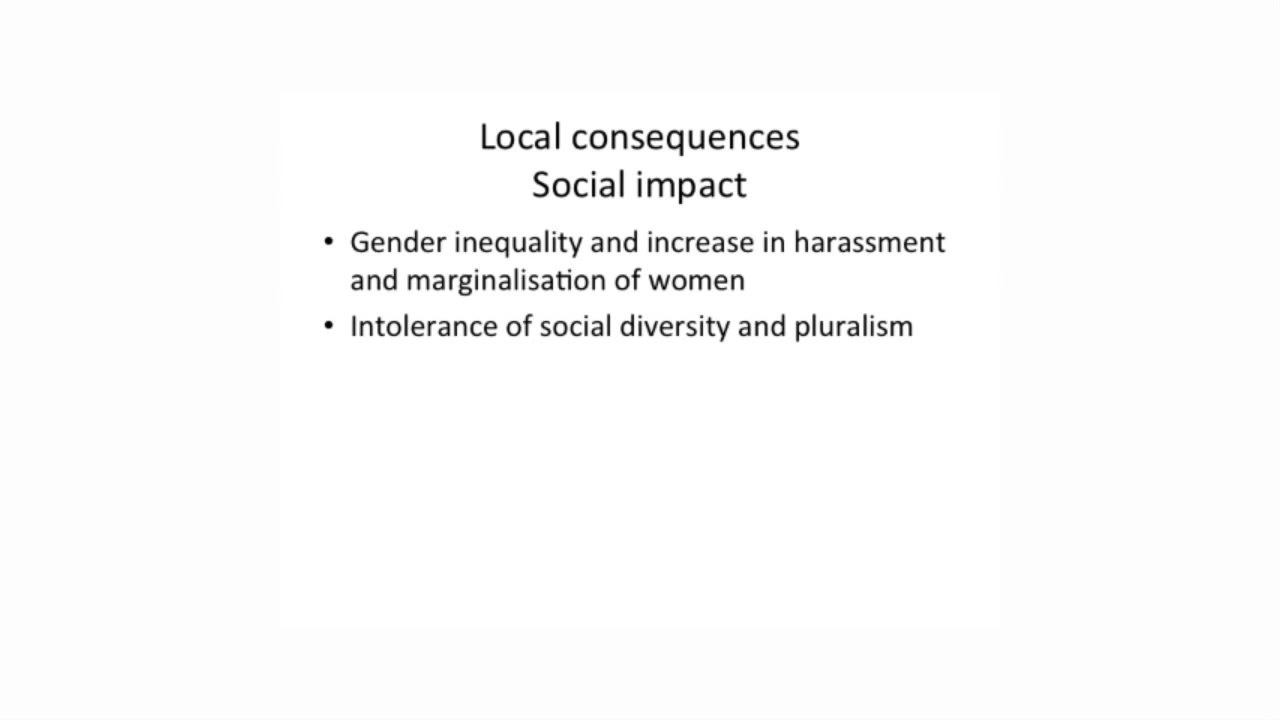 Local consequences
Social impact
• Gender inequality and increase in harassment
and marginalisation of women
• Intolerance of social diversity and pluralism